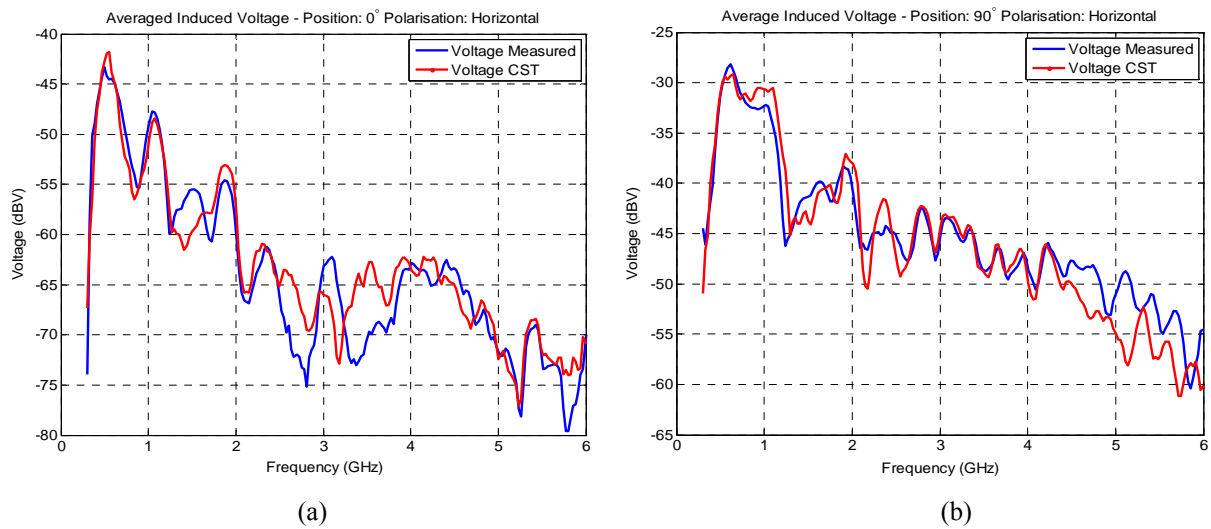 Averaged Induced Voltage - Position: 0° Polarisation: Horizontal
Voltage Measured
Voltage CST
Voltage (dBV)
-40
-45
-50
-55
-60
-65
-70
-75
-80
0 1 2 3 4 5 6
Frequency (GHz)
(a)
Average Induced Voltage - Position: 90° Polarisation: Horizontal
Voltage Measured
Voltage CST
Voltage (dBV)
-25
-30
-35
-40
-45
-50
-55
-60
-65
0 1 2 3 4 5 6
Frequency (GHz)
(b)